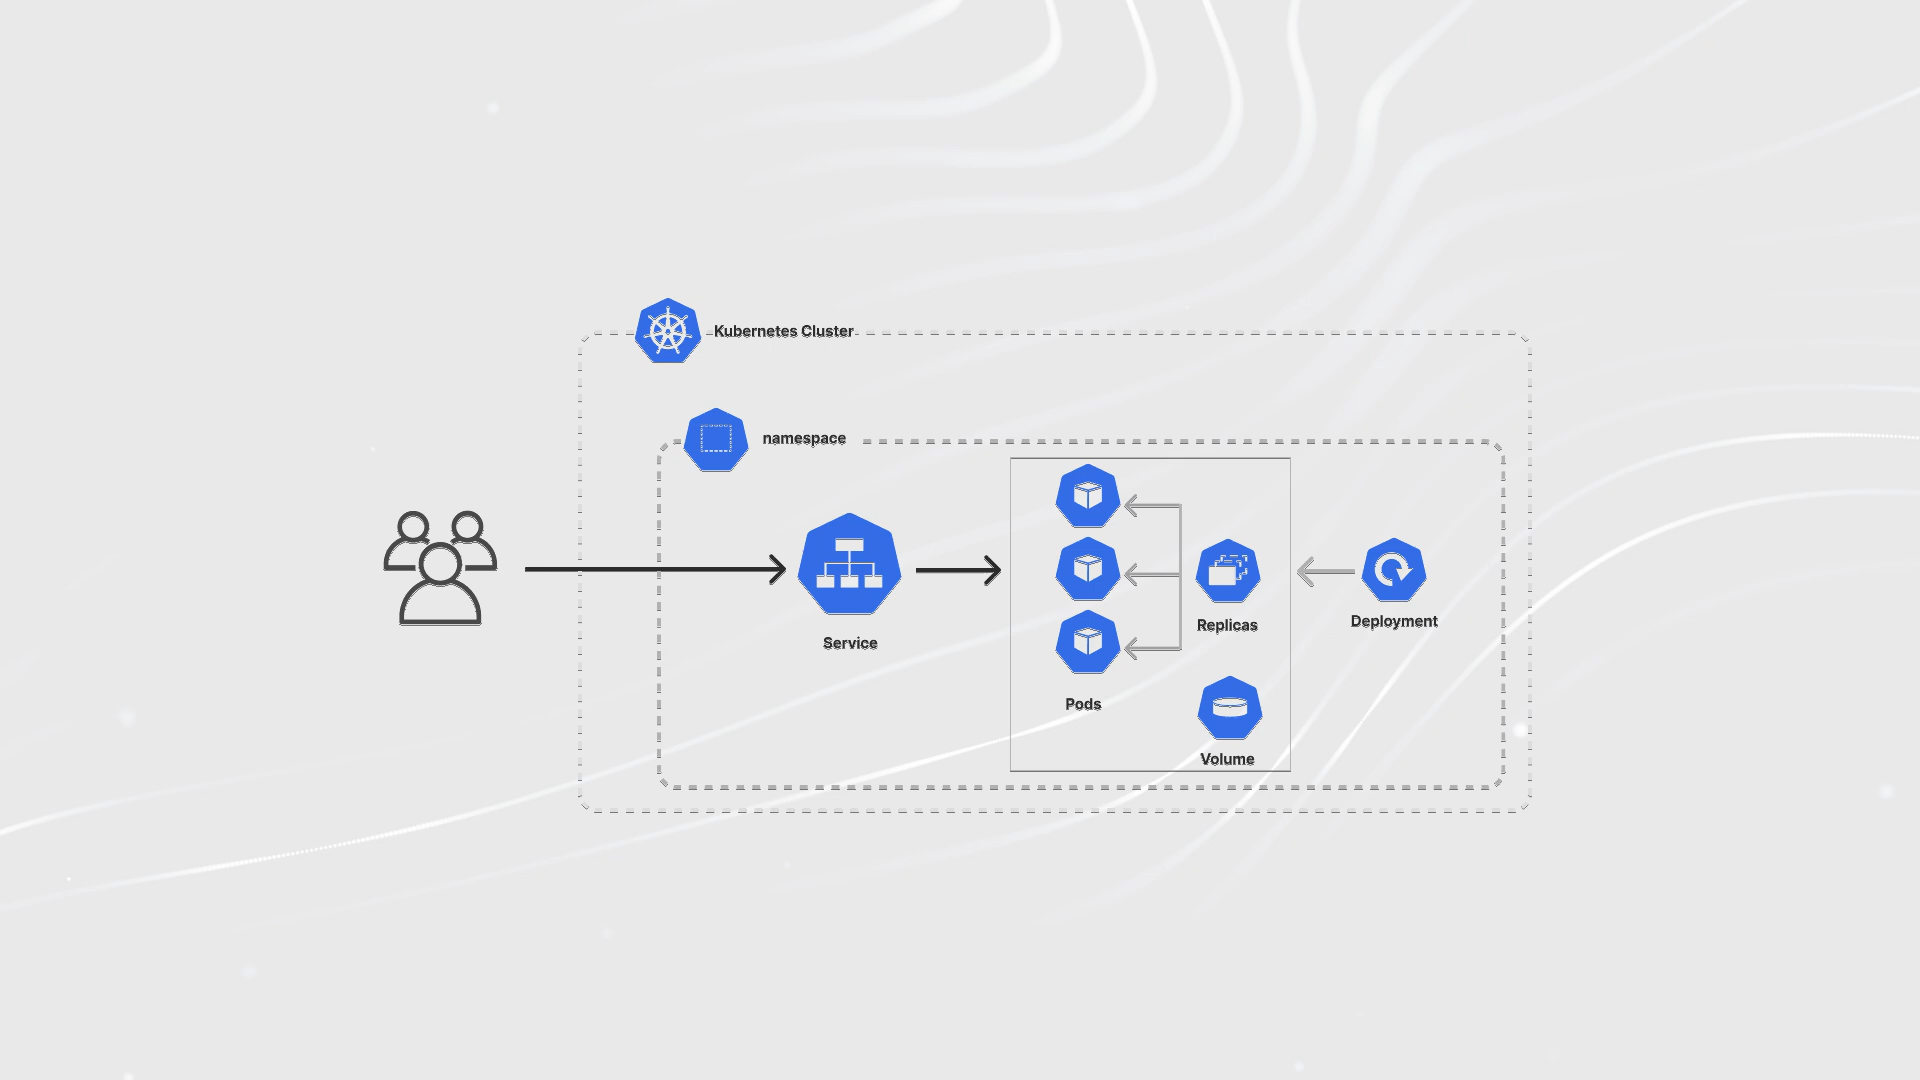 Kubernetes Cluster
namespace
Service
Pods
Replicas
Volume
Deployment